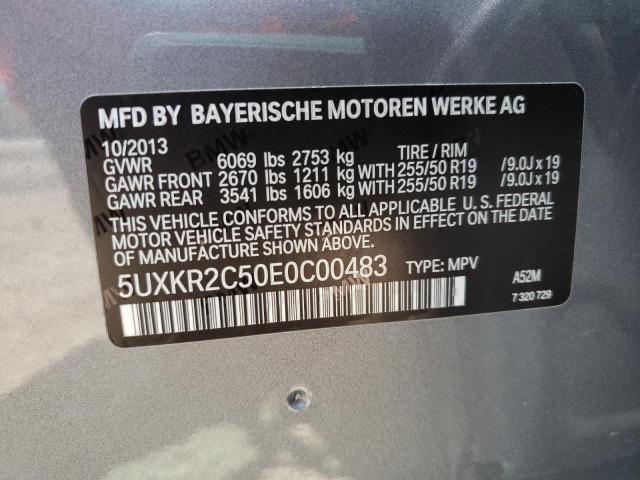 MFD BY BAYERISCHE MOTOREN WERKE AG
10/2013
GVWR 6069 lbs 2753 kg TIRE / RIM
GAWR FRONT 2670 lbs 1211 kg WITH 255/50 R19 /9.0J x 19
GAWR REAR 3541 lbs 1606 kg WITH 255/50 R19 /9.0J x 19
THIS VEHICLE CONFORMS TO ALL APPLICABLE U. S. FEDERAL
MOTOR VEHICLE SAFETY STANDARDS IN EFFECT ON THE DATE
OF MANUFACTURE SHOWN ABOVE.
5UXKR2C50E0C00483 TYPE: MPV A52M
7 320 729